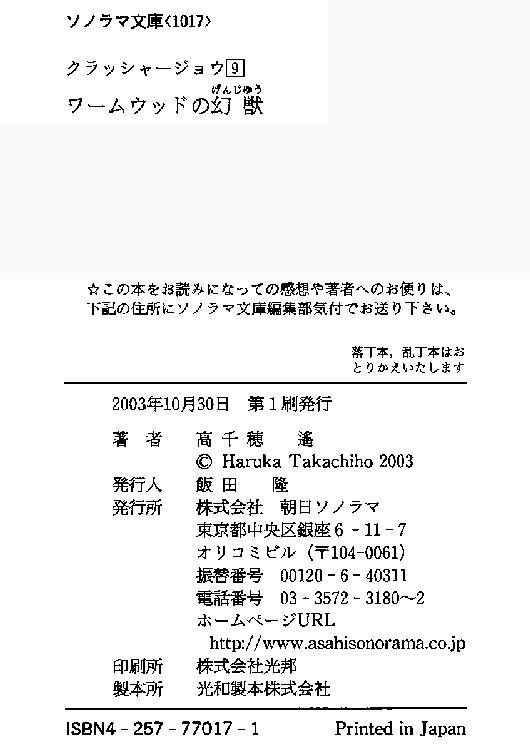 ソノラマ文庫〈1017〉
クラッシャージョウ9
げんじゅう
ワームウッドの幻獣
☆この本をお読みになっての感想や著者へのお便りは、
下記の住所にソノラマ文庫編集部気付でお送り下さい。
落丁本，乱丁本はお
とりかえいたします
2003年10月30日　第1刷発行
著　者　高千穂　遙
© Haruka Takachiho 2003
発行人　飯田　隆
発行所　株式会社　朝日ソノラマ
東京都中央区銀座6－11－7
オリコミビル（〒104-0061）
振替番号　00120－6－40311
電話番号　03－3572－3180〜2
ホームページURL
http://www.asahisonorama.co.jp
印刷所　株式会社光邦
製本所　光和製本株式会社
ISBN4－257－77017－1　Printed in Japan